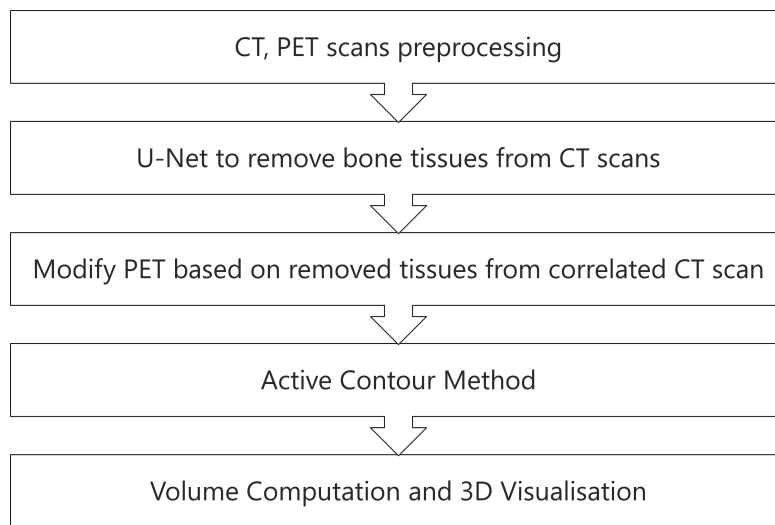 CT, PET scans preprocessing
U-Net to remove bone tissues from CT scans
Modify PET based on removed tissues from correlated CT scan
Active Contour Method
Volume Computation and 3D Visualisation